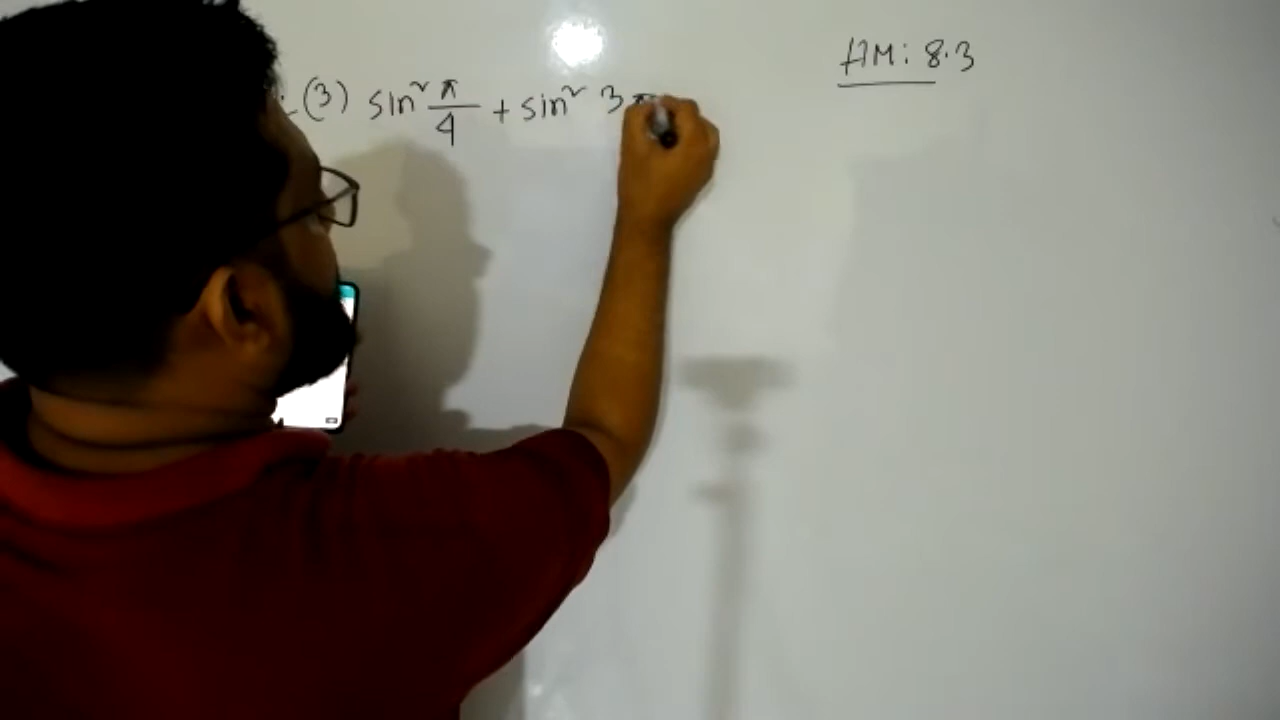 HM: 8.3
(3) sin² π/4 + sin² 3π